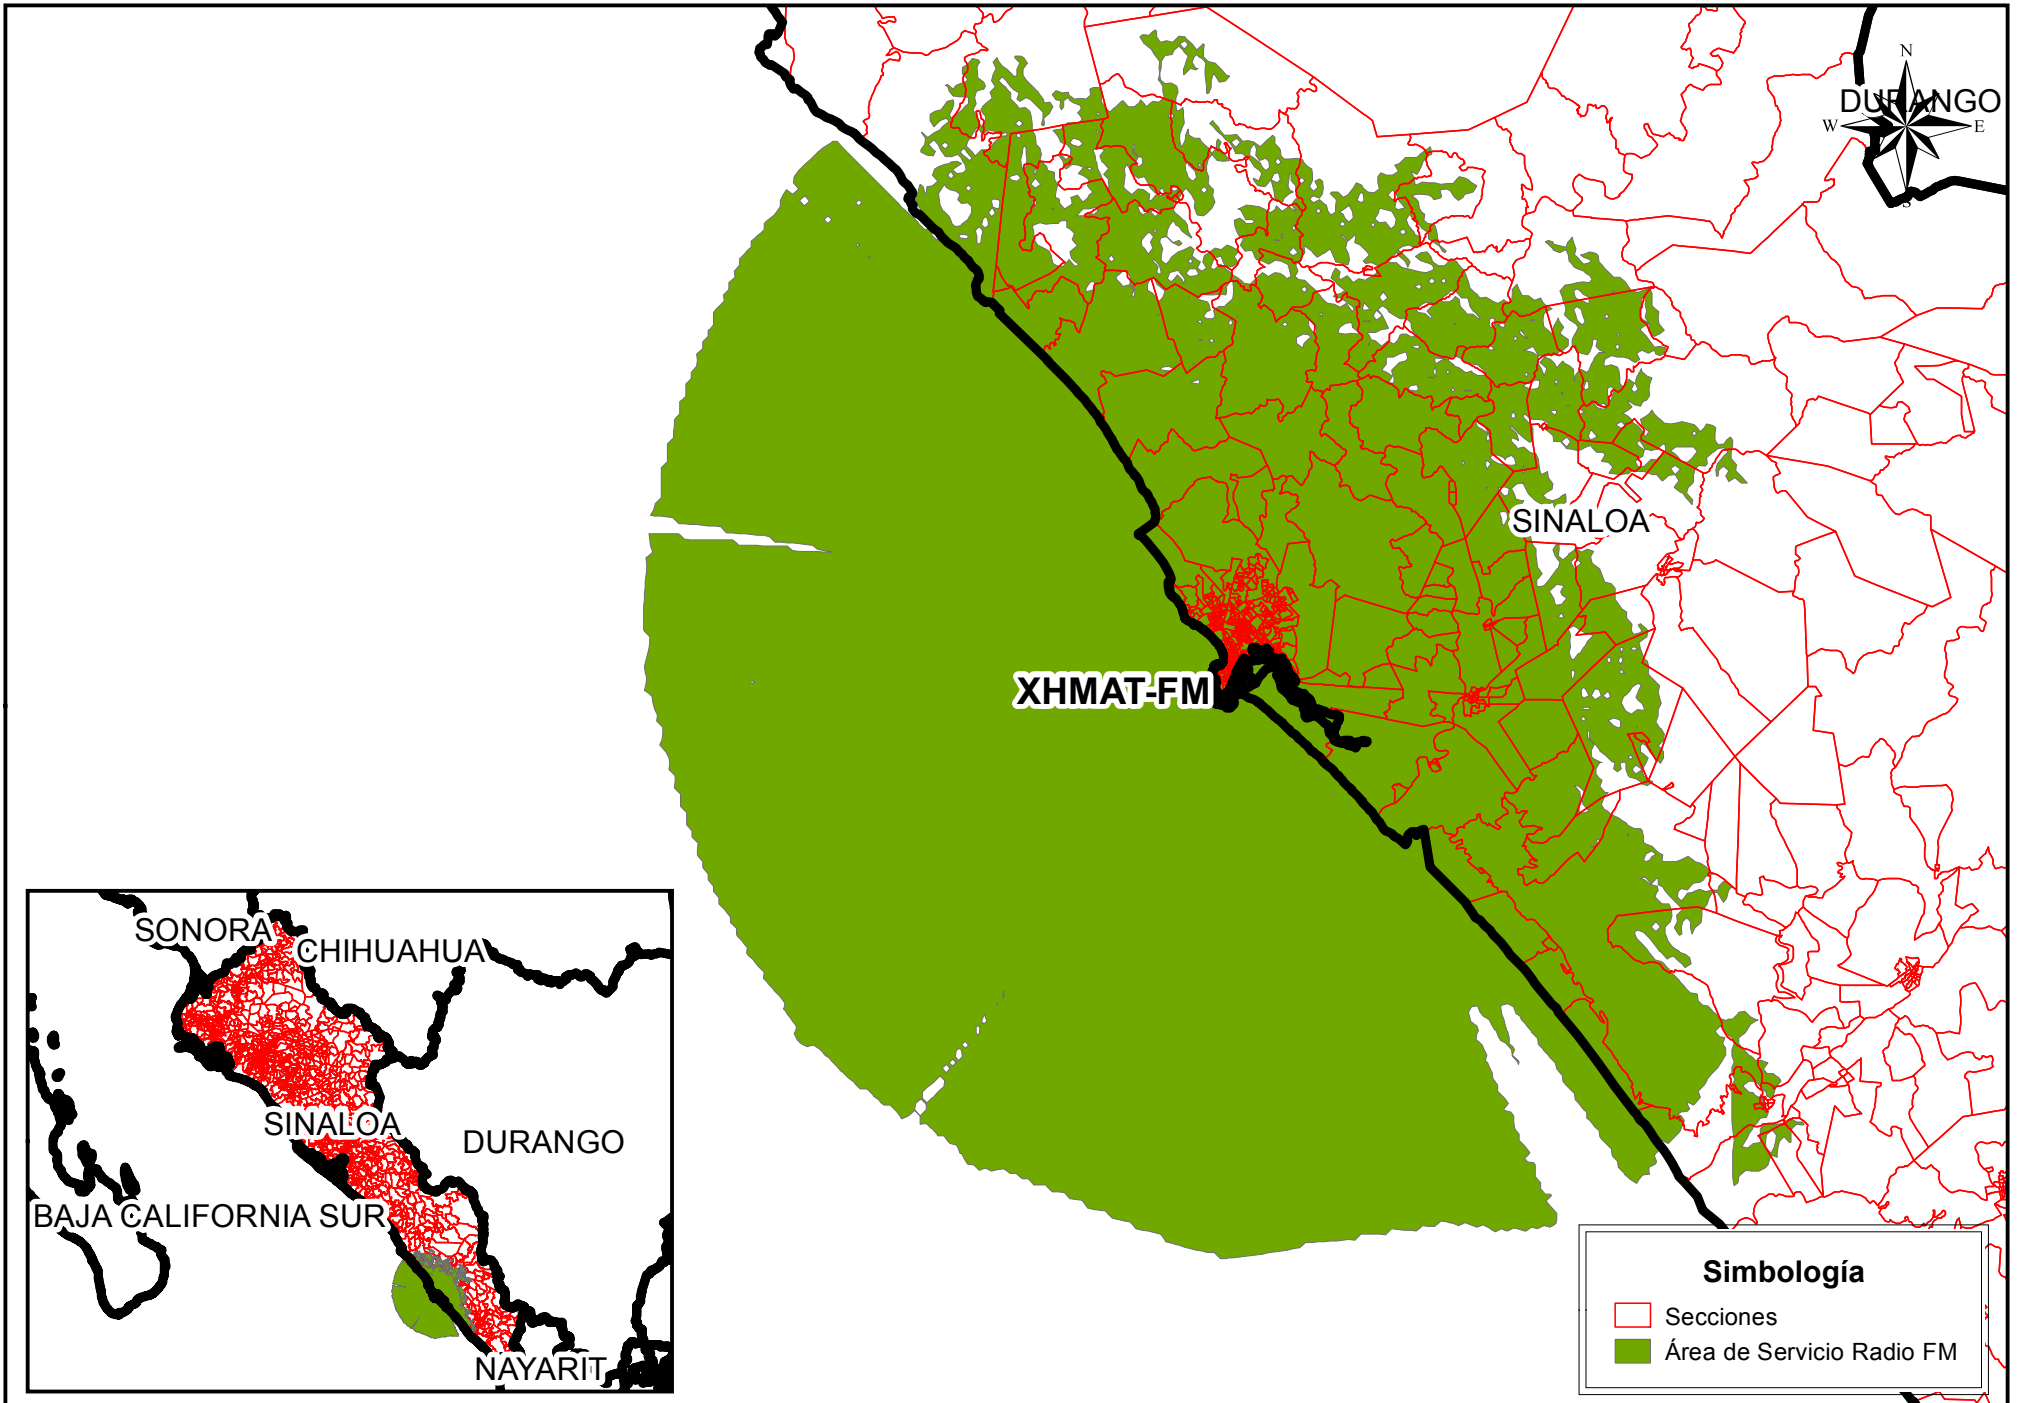 N
DURANGO
W
E
S
SINALOA
XHMAT-FM
SONORA
CHIHUAHUA
SINALOA
DURANGO
BAJA CALIFORNIA SUR
NAYARIT
Simbología
Secciones
Área de Servicio Radio FM